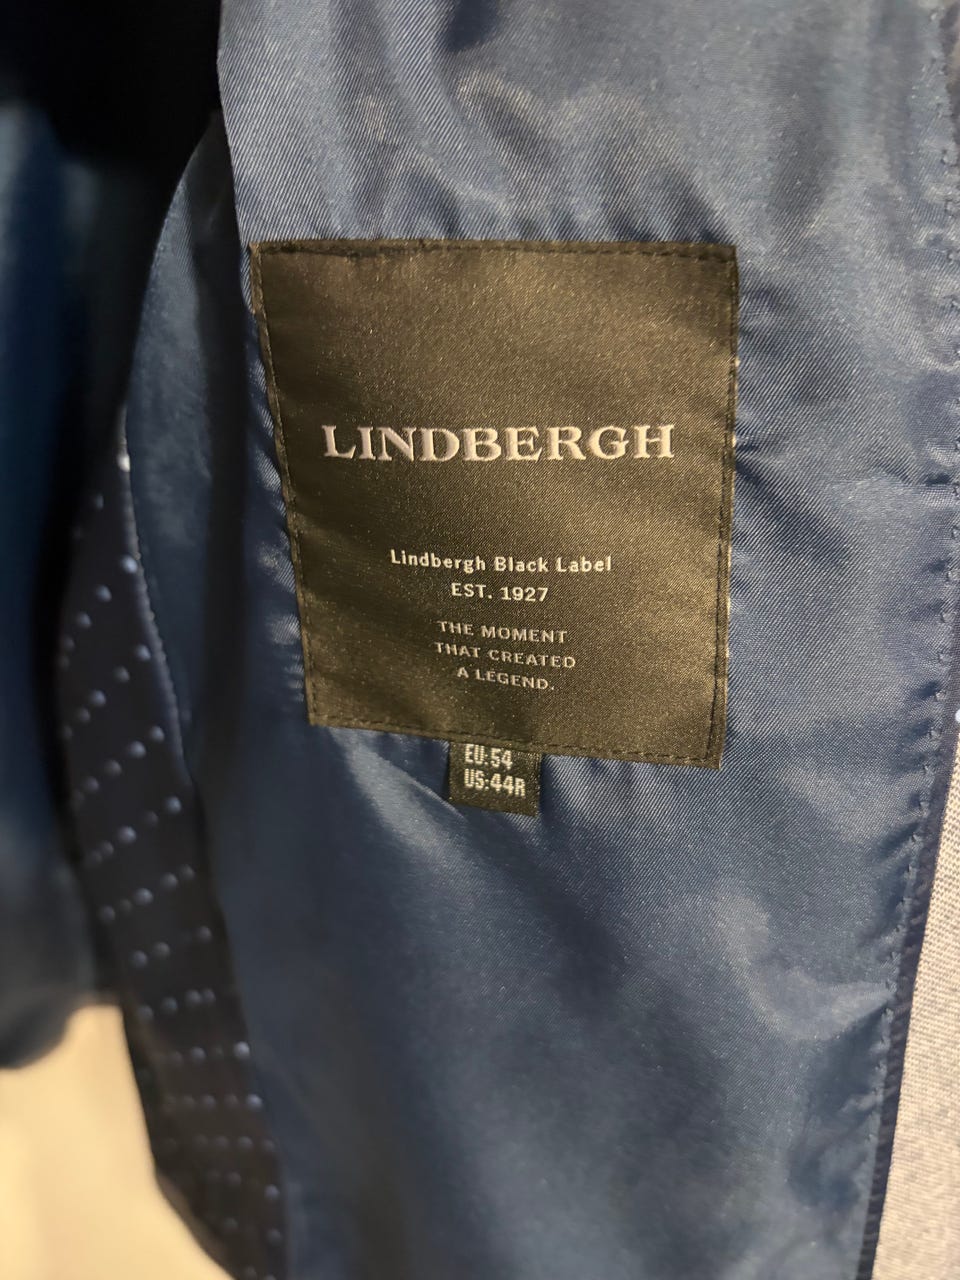 LINDBERGH
Lindbergh Black Label
EST. 1927
THE MOMENT
THAT CREATED
A LEGEND.
EU:54
US:44R